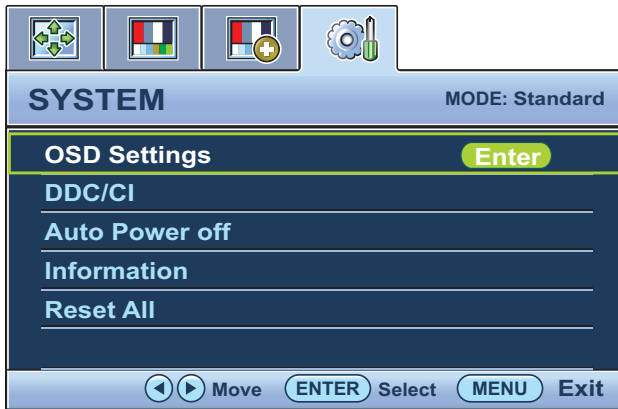 SYSTEM MODE: Standard
OSD Settings Enter
DDC/CI
Auto Power off
Information
Reset All
Move ENTER Select MENU Exit